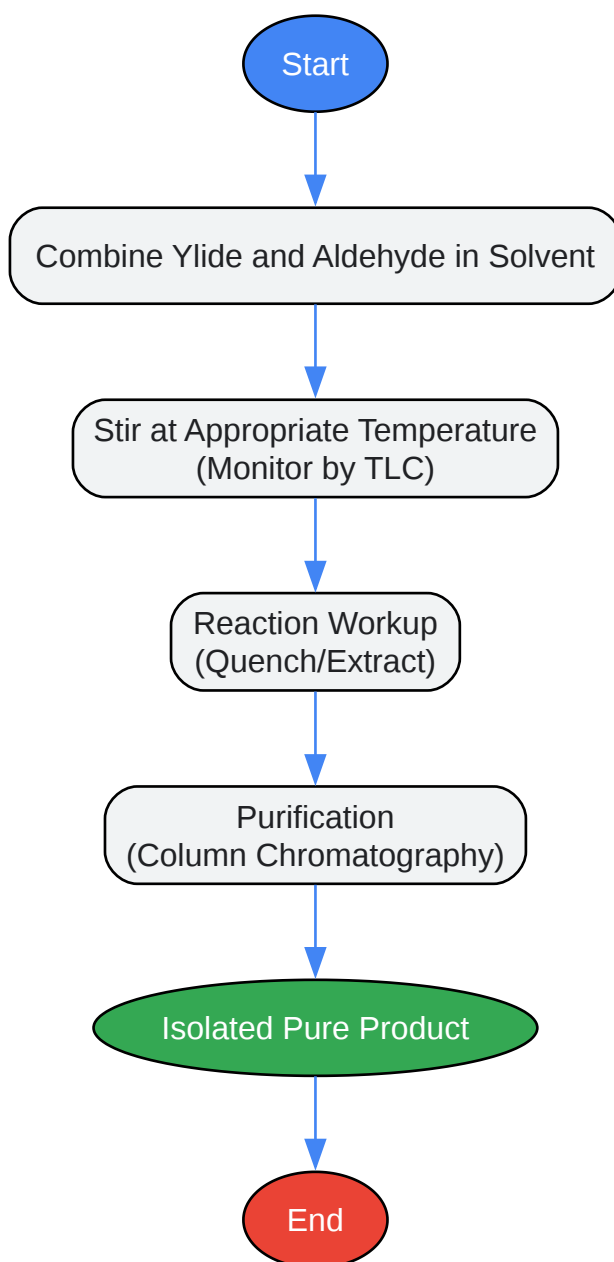 Start
Combine Ylide and Aldehyde in Solvent
Stir at Appropriate Temperature
(Monitor by TLC)
Reaction Workup
(Quench/Extract)
Purification
(Column Chromatography)
Isolated Pure Product
End